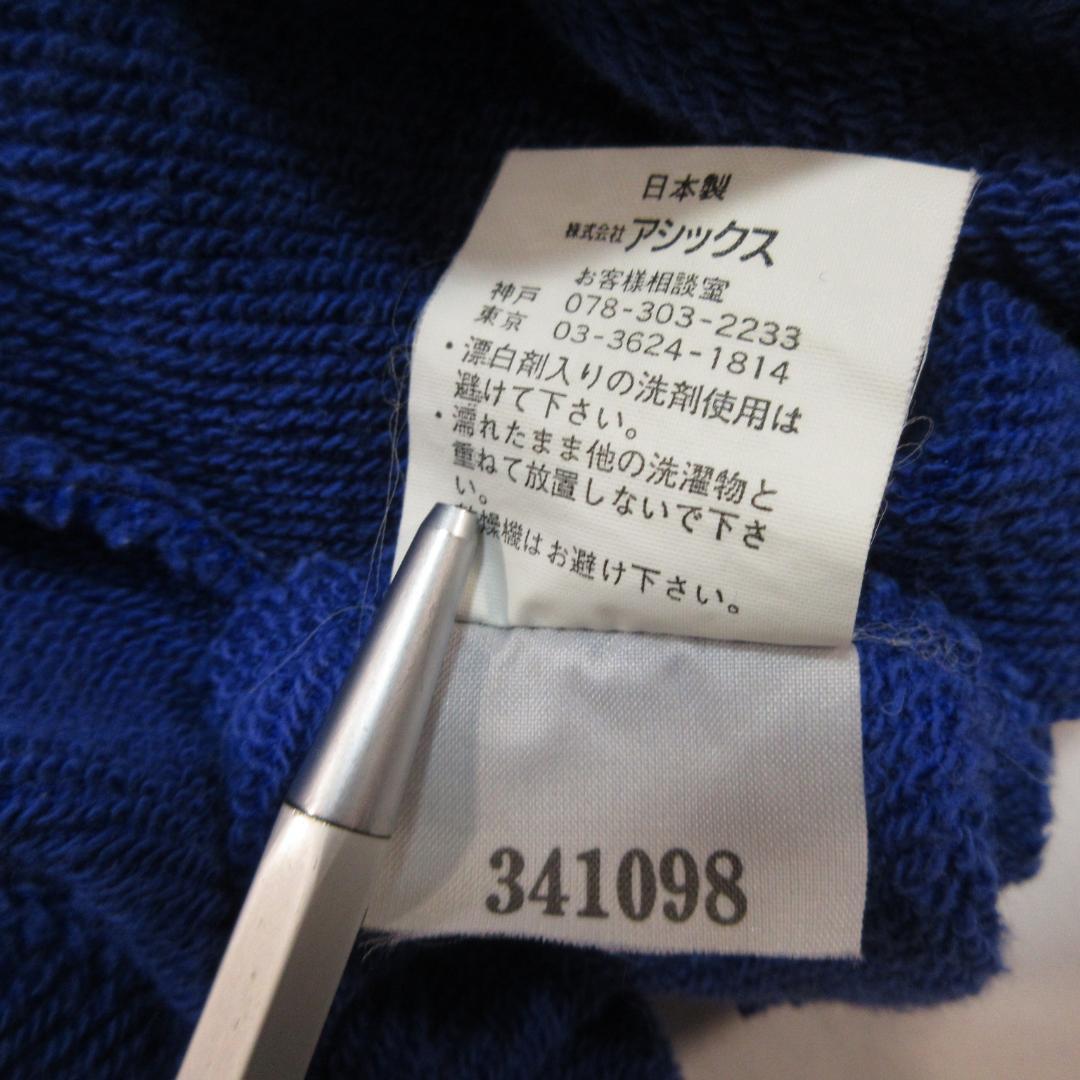 日本製
株式会社アシックス
お客様相談室
神戸 078-303-2233
東京 03-3624-1814
・漂白剤入りの洗剤使用は
避けて下さい。
・濡れたまま他の洗濯物と
重ねて放置しないで下さ
い。
燥機はお避け下さい。
341098